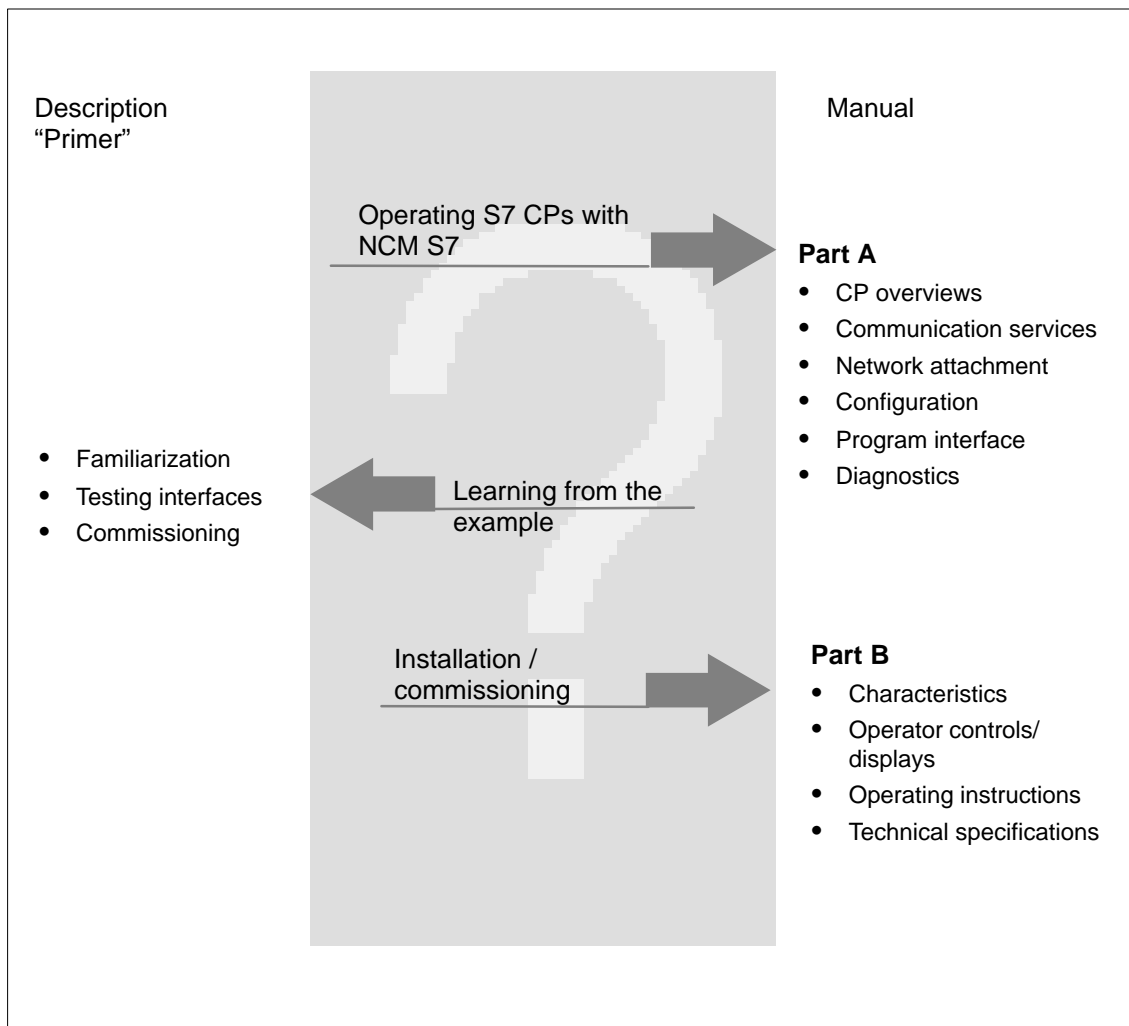 Description
“Primer”
Manual
Operating S7 CPs with
NCM S7
Part A
• CP overviews
• Communication services
• Network attachment
• Configuration
• Program interface
• Diagnostics
• Familiarization
• Testing interfaces
• Commissioning
Learning from the
example
Installation /
commissioning
Part B
• Characteristics
• Operator controls/
displays
• Operating instructions
• Technical specifications